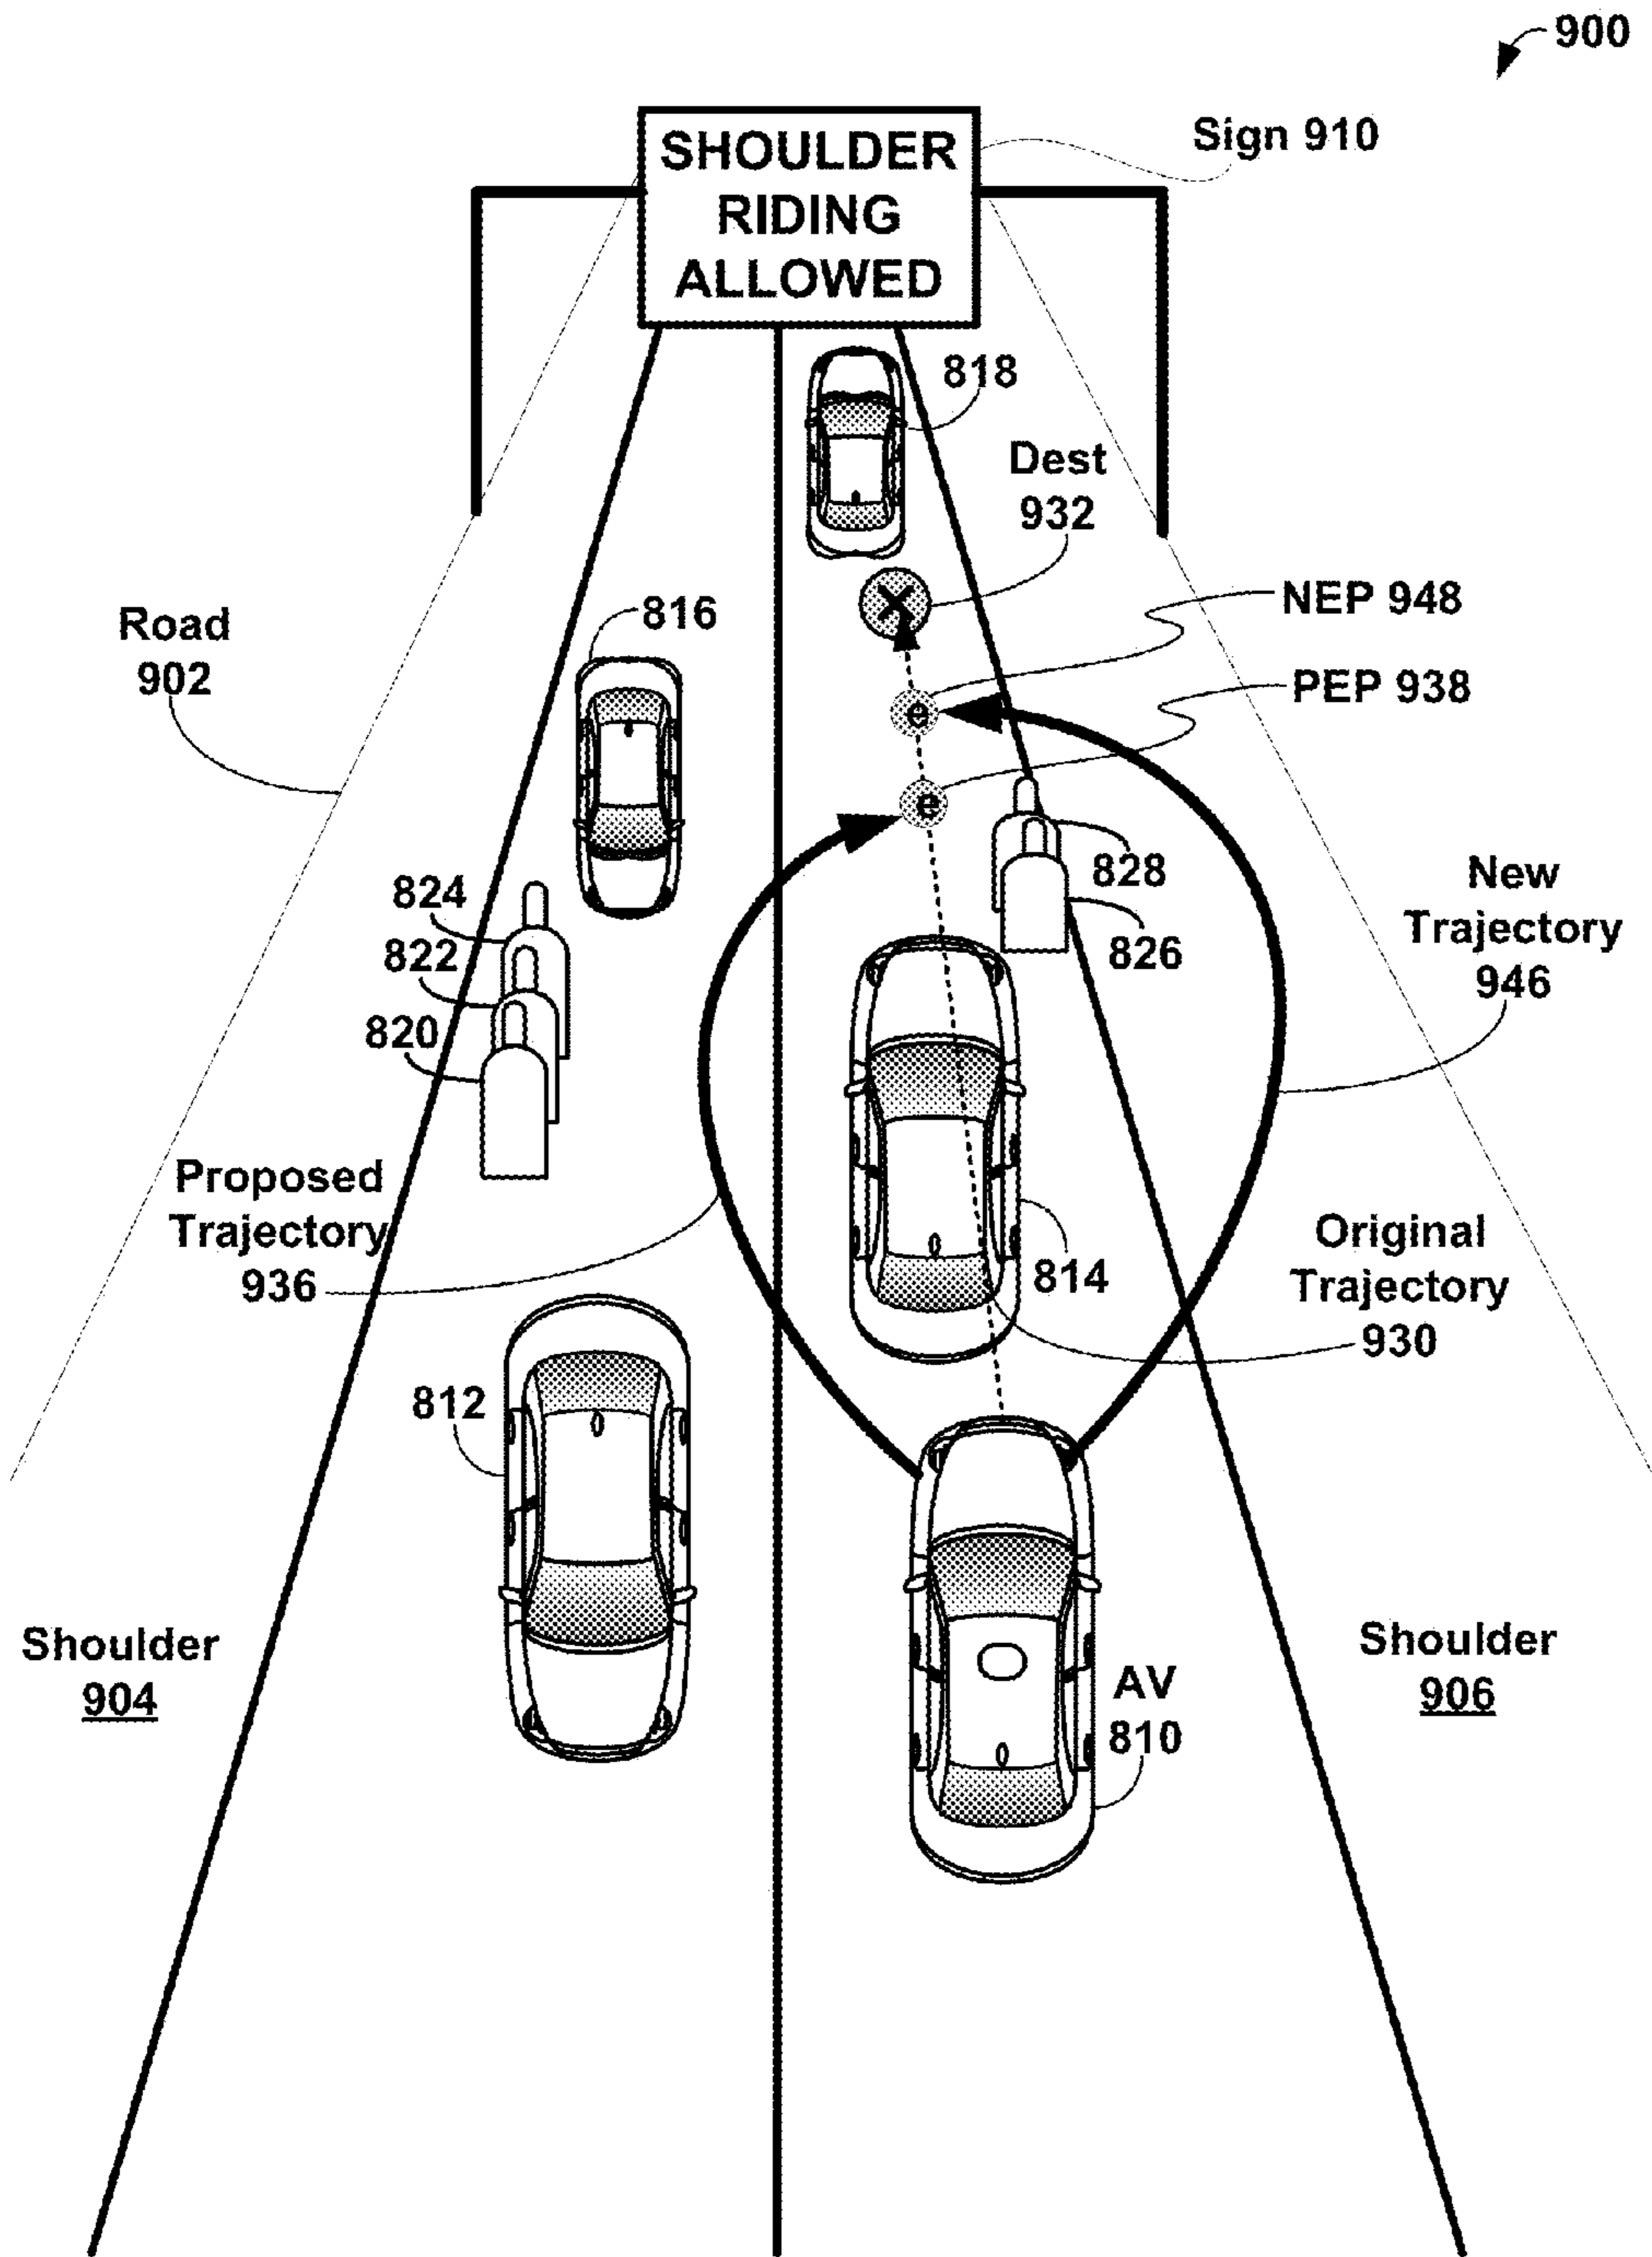 900
SHOULDER
RIDING
ALLOWED
Sign 910
818
Dest
932
NEP 948
816
Road
902
PEP 938
e
e
828
824
826
822
820
New
Trajectory
946
Proposed
Trajectory
936
814
Original
Trajectory
930
812
Shoulder
904
AV
810
Shoulder
906